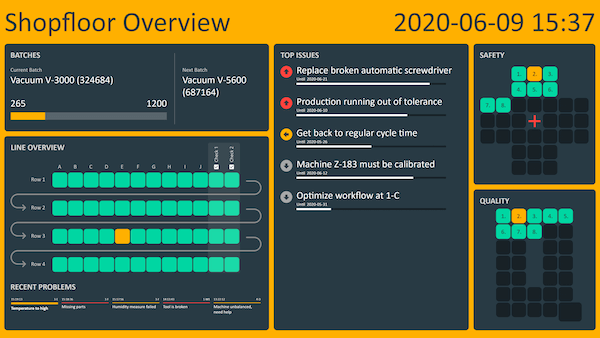 Shopfloor Overview
2020-06-09 15:37
BATCHES
Current Batch
Vacuum V-3000 (324684)
265
1200
Next Batch
Vacuum V-5600
(687164)
LINE OVERVIEW
A B C D E F G H I J Check 1 Check 2
Row 1
Row 2
Row 3
Row 4
RECENT PROBLEMS
Temperature to high
Missing parts
Humidity measure failed
Tool is broken
Machine unbalanced,
need help
TOP ISSUES
Replace broken automatic screwdriver
Until 2020-06-21
Production running out of tolerance
Until 2020-06-10
Get back to regular cycle time
Until 2020-05-26
Machine Z-183 must be calibrated
Until 2020-06-12
Optimize workflow at 1-C
Until 2020-05-31
SAFETY
1. 2. 3.
4. 5. 6.
7. 8.
QUALITY
1. 2. 3. 4. 5.
6. 7. 8.